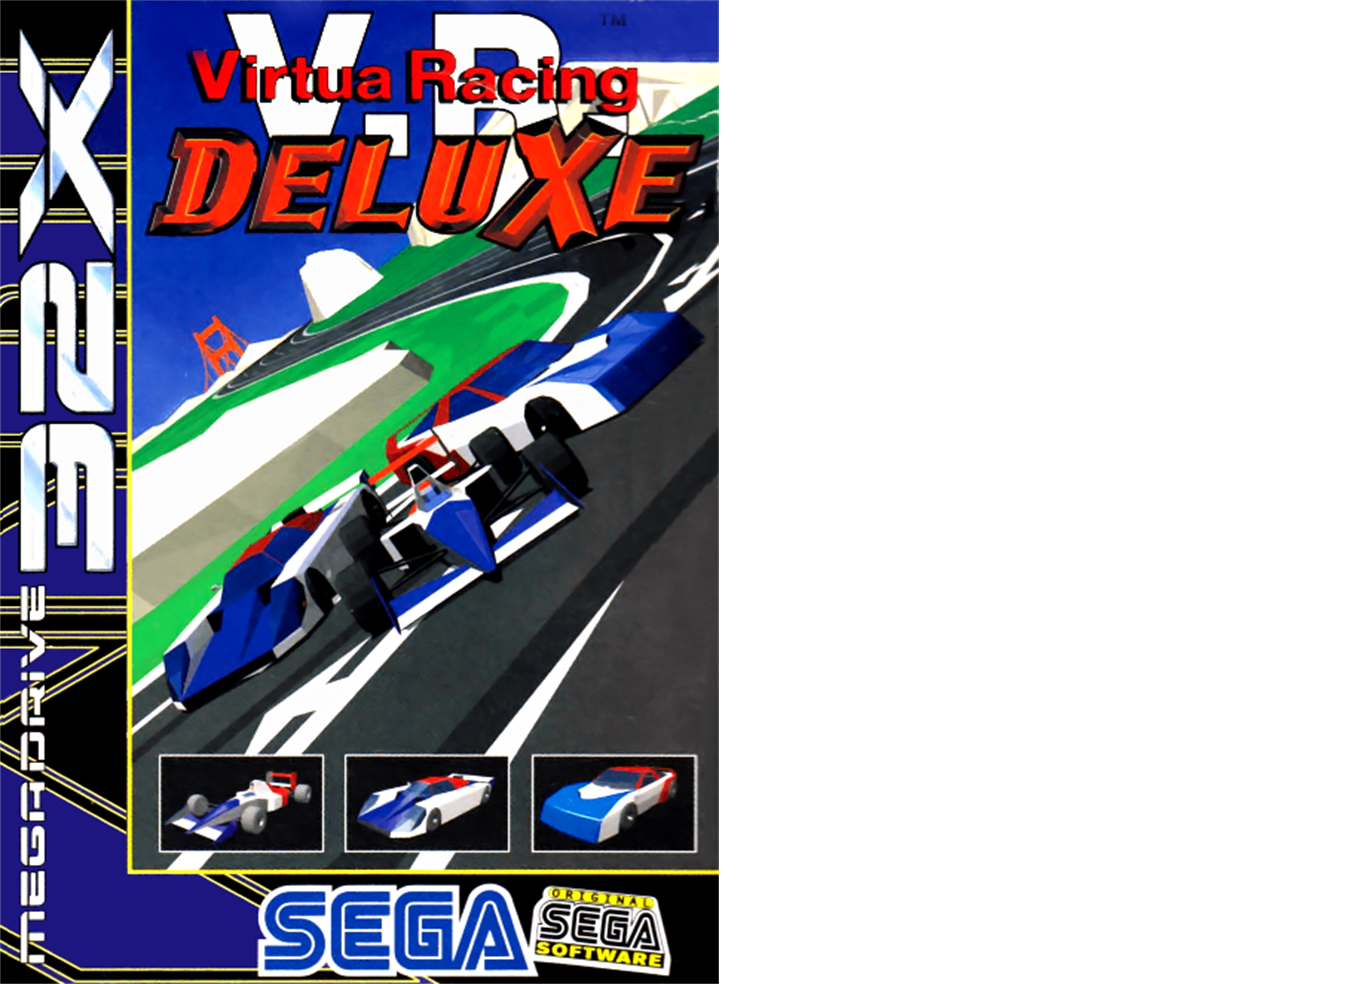 V.R.
TM
Virtua Racing
DELUXE
MEGADRIVE 32X
SEGA
ORIGINAL
SEGA
SOFTWARE